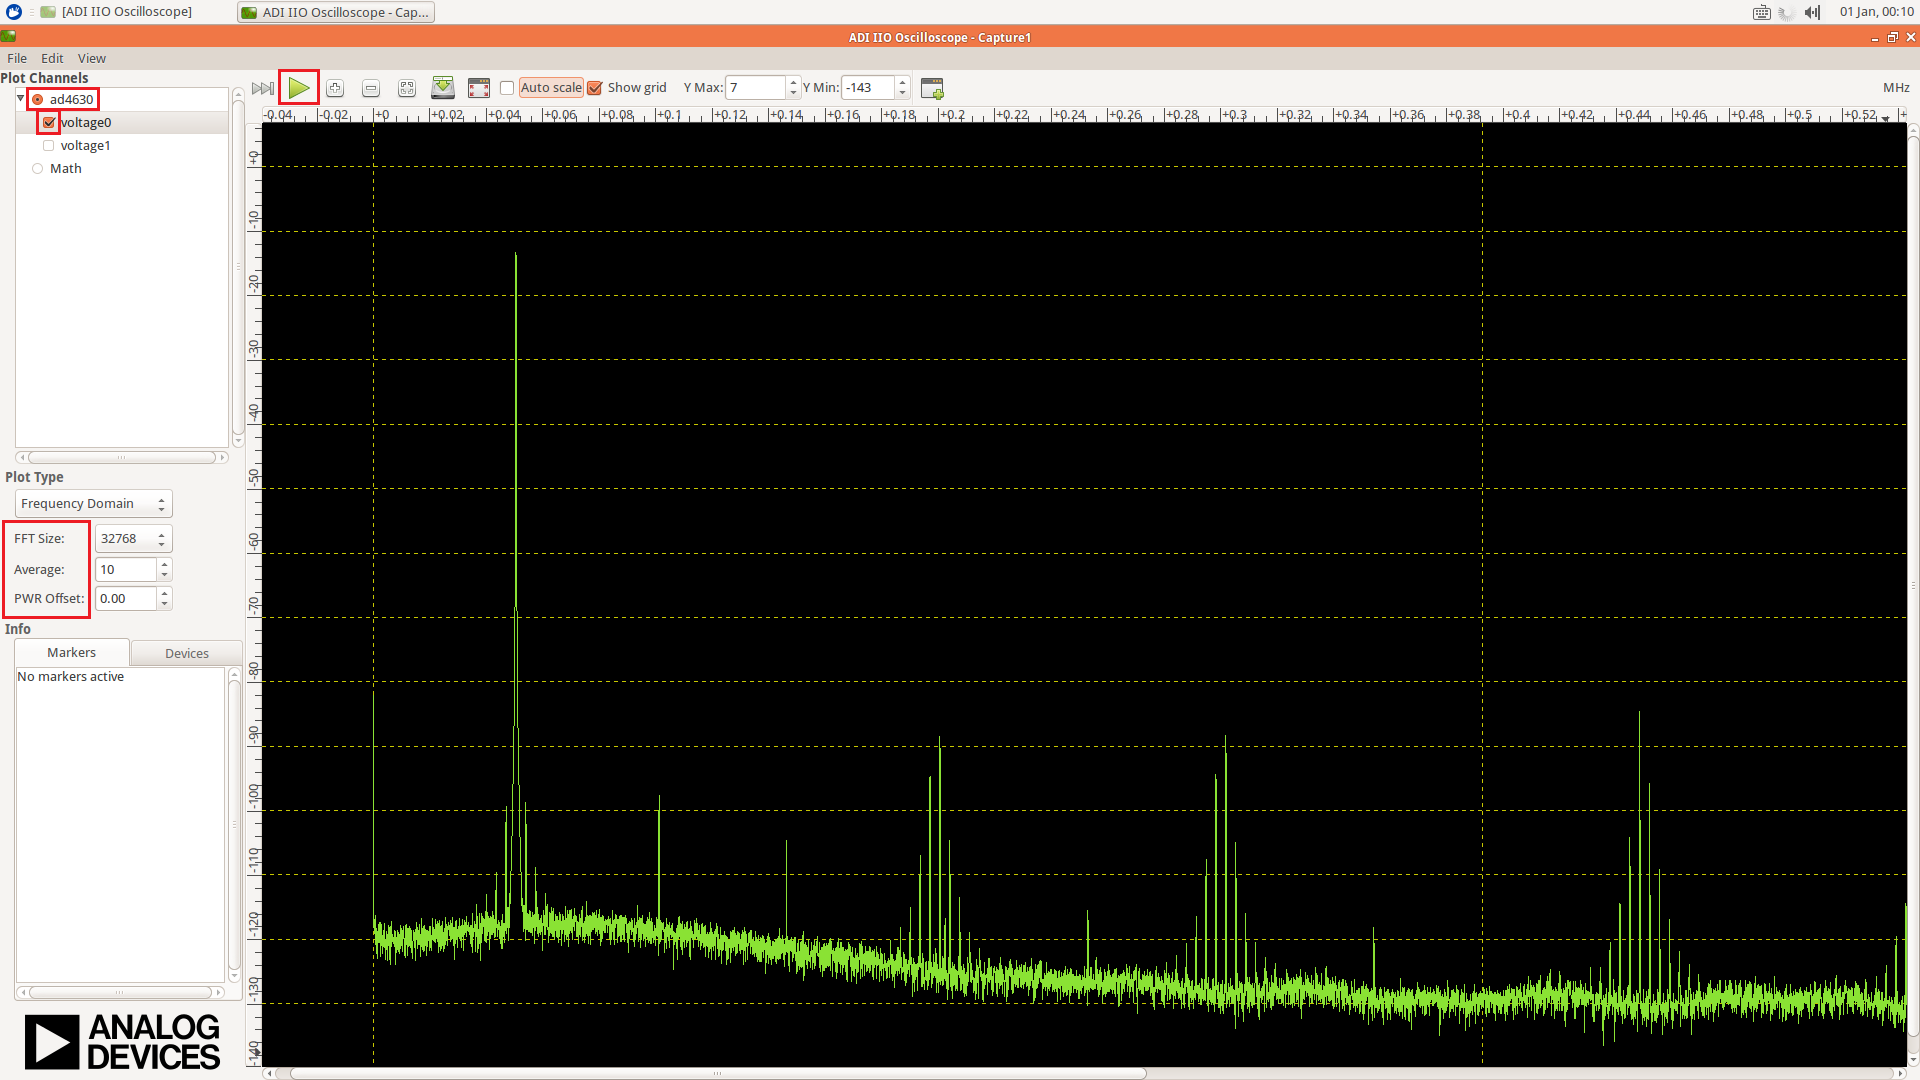 [ADI IIO Oscilloscope]
ADI IIO Oscilloscope - Cap...
01 Jan, 00:10
ADI IIO Oscilloscope - Capture1
File Edit View
Plot Channels
ad4630
voltage0
voltage1
Math
Auto scale
Show grid
Y Max: 7
Y Min: -143
MHz
-0.04 -0.02 +0 +0.02 +0.04 +0.06 +0.08 +0.1 +0.12 +0.14 +0.16 +0.18 +0.2 +0.22 +0.24 +0.26 +0.28 +0.3 +0.32 +0.34 +0.36 +0.38 +0.4 +0.42 +0.44 +0.46 +0.48 +0.5 +0.52 +
+0
-10
-20
-30
-40
-50
-60
-70
-80
-90
-100
-110
-120
-130
-140
Plot Type
Frequency Domain
FFT Size: 32768
Average: 10
PWR Offset: 0.00
Info
Markers Devices
No markers active
ANALOG
DEVICES